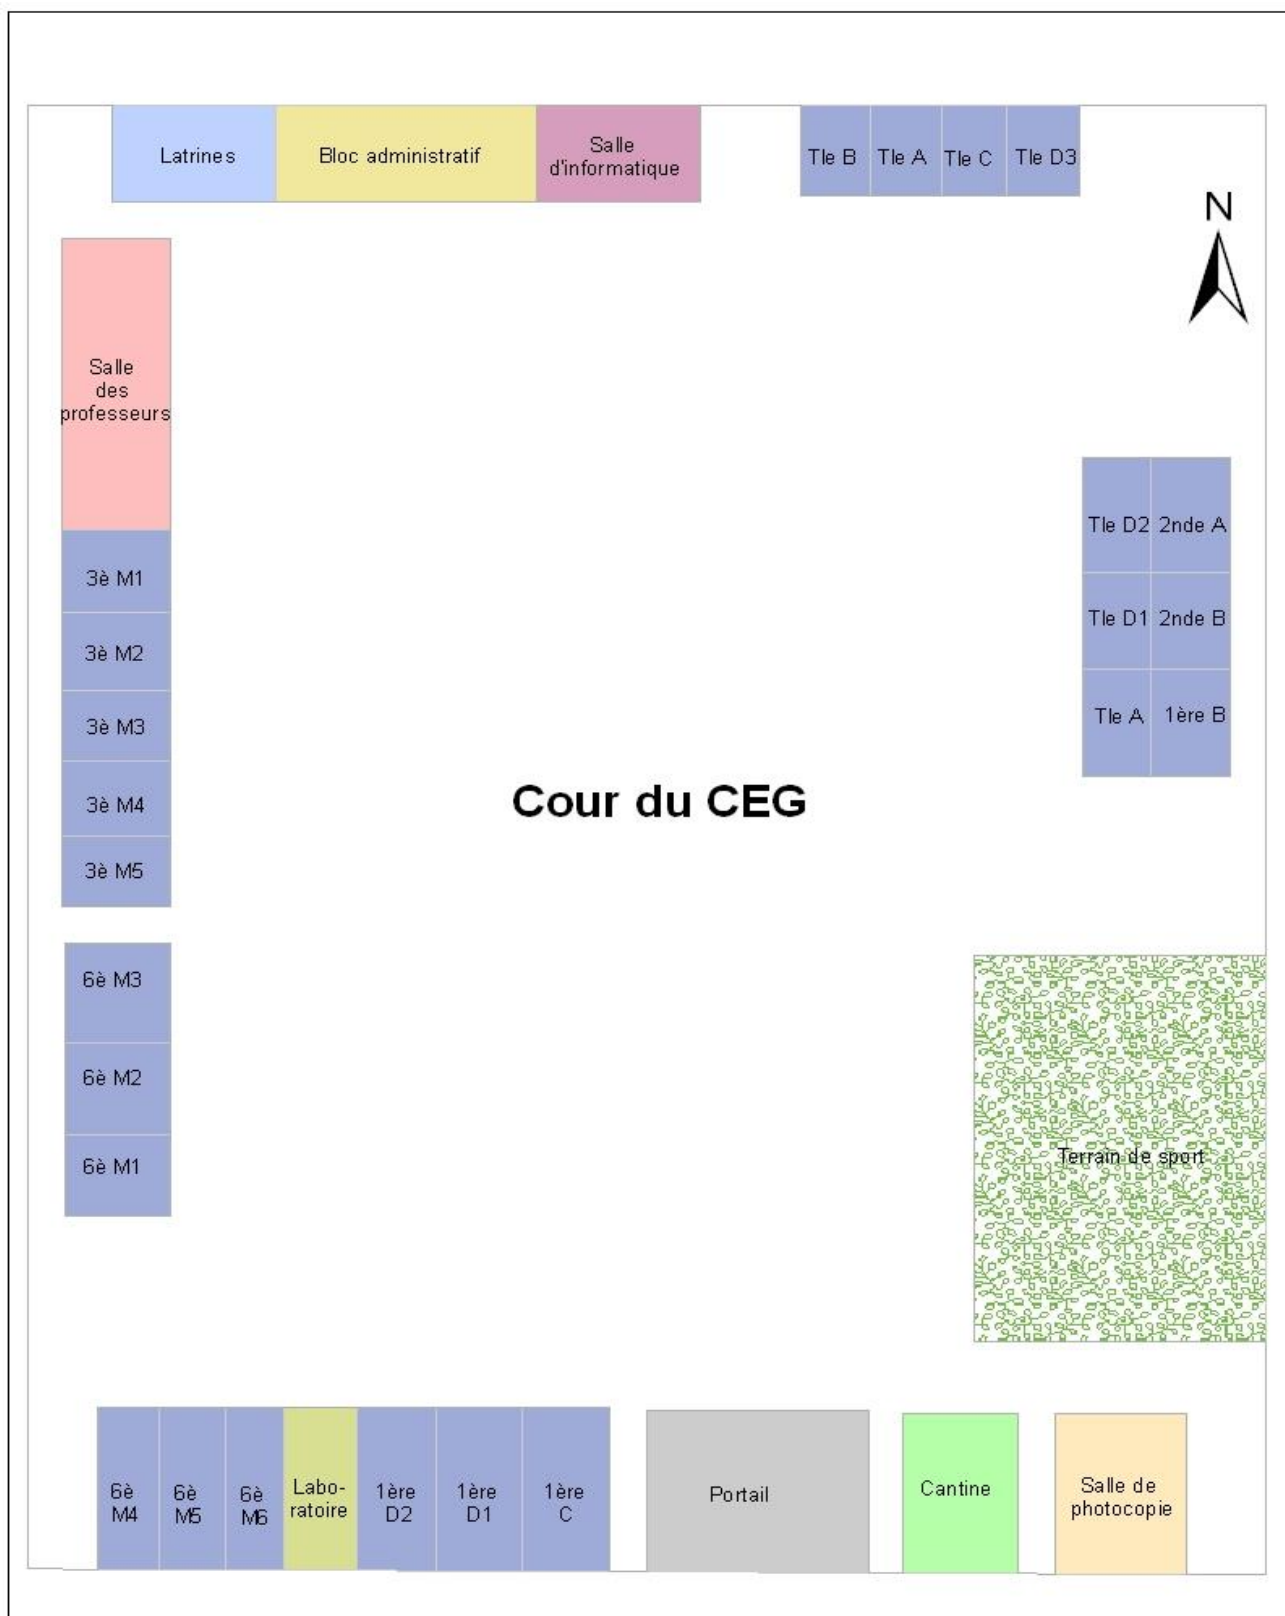 Latrines
Bloc administratif
Salle
d'informatique
Tle B
Tle A
Tle C
Tle D3
N
Salle
des
professeurs
3è M1
3è M2
3è M3
3è M4
3è M5
Tle D2
2nde A
Tle D1
2nde B
Tle A
1ère B
Cour du CEG
6è M3
6è M2
6è M1
Terrain de sport
6è
M4
6è
M5
6è
M6
Labo-
ratoire
1ère
D2
1ère
D1
1ère
C
Portail
Cantine
Salle de
photocopie